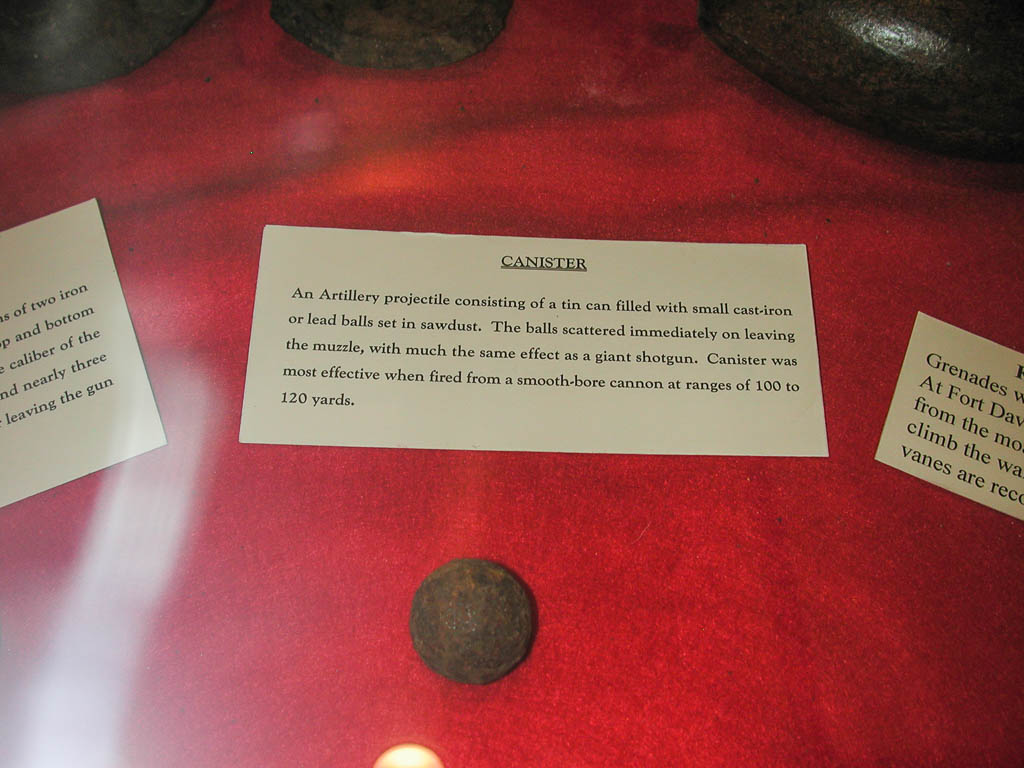 CANISTER
An Artillery projectile consisting of a tin can filled with small cast-iron
or lead balls set in sawdust. The balls scattered immediately on leaving
the muzzle, with much the same effect as a giant shotgun. Canister was
most effective when fired from a smooth-bore cannon at ranges of 100 to
120 yards.
of two iron
and bottom
caliber of the
nearly three
leaving the gun
Grenades
At Fort
from the
climb the
vanes are